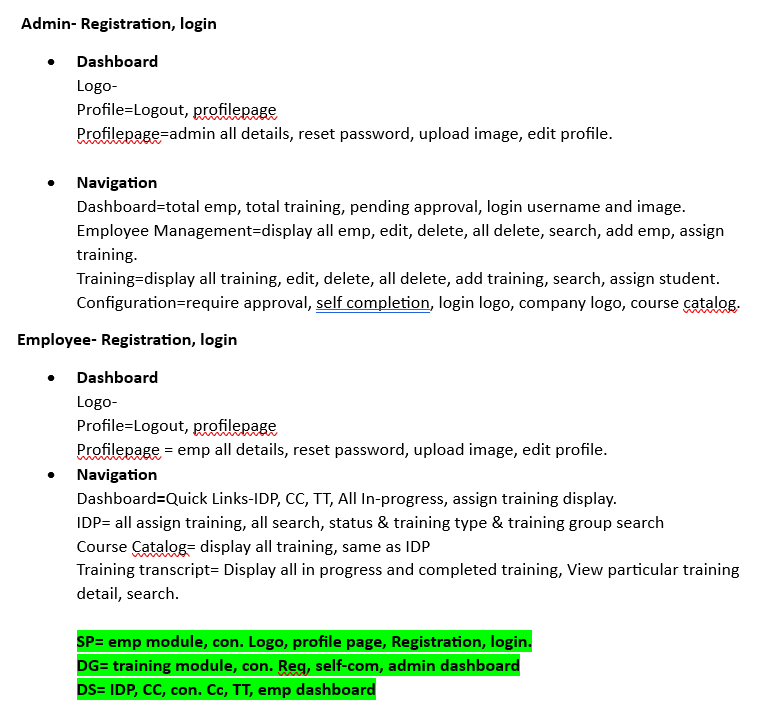 Admin- Registration, login
• Dashboard
Logo-
Profile=Logout, profilepage
Profilepage=admin all details, reset password, upload image, edit profile.
• Navigation
Dashboard=total emp, total training, pending approval, login username and image.
Employee Management=display all emp, edit, delete, all delete, search, add emp, assign
training.
Training=display all training, edit, delete, all delete, add training, search, assign student.
Configuration=require approval, self completion, login logo, company logo, course catalog.
Employee- Registration, login
• Dashboard
Logo-
Profile=Logout, profilepage
Profilepage = emp all details, reset password, upload image, edit profile.
• Navigation
Dashboard=Quick Links-IDP, CC, TT, All In-progress, assign training display.
IDP= all assign training, all search, status & training type & training group search
Course Catalog= display all training, same as IDP
Training transcript= Display all in progress and completed training, View particular training
detail, search.
SP= emp module, con. Logo, profile page, Registration, login.
DG= training module, con. Req, self-com, admin dashboard
DS= IDP, CC, con. Cc, TT, emp dashboard